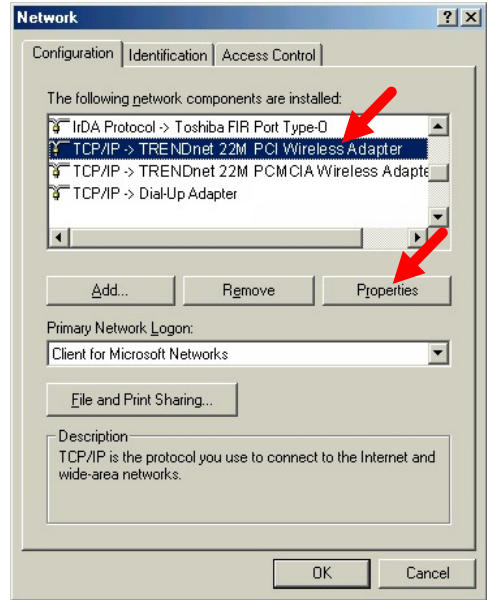 Network
Configuration Identification Access Control
The following network components are installed:
IrDA Protocol -> Toshiba FIR Port Type-O
TCP/IP -> TRENDnet 22M PCI Wireless Adapter
TCP/IP -> TRENDnet 22M PCMCIA Wireless Adapte
TCP/IP -> Dial-Up Adapter
Add... Remove Properties
Primary Network Logon:
Client for Microsoft Networks
File and Print Sharing...
Description
TCP/IP is the protocol you use to connect to the Internet and
wide-area networks.
OK Cancel